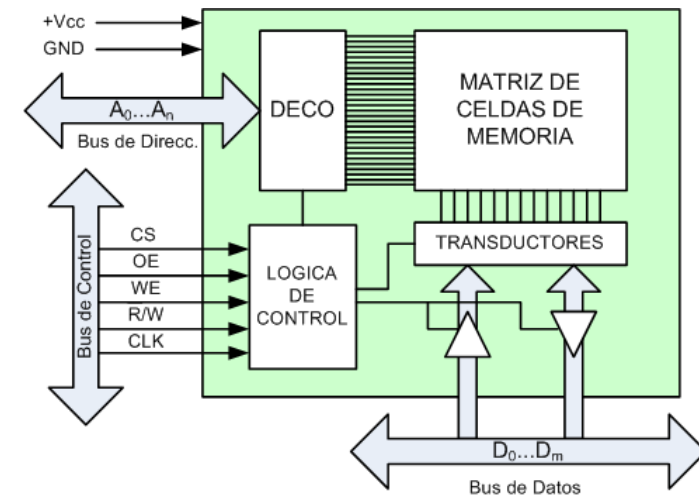 +Vcc
GND
A0...An
Bus de Direcc.
DECO
MATRIZ DE
CELDAS DE
MEMORIA
TRANSDUCTORES
Bus de Control
CS
OE
WE
R/W
CLK
LOGICA
DE
CONTROL
D0...Dm
Bus de Datos